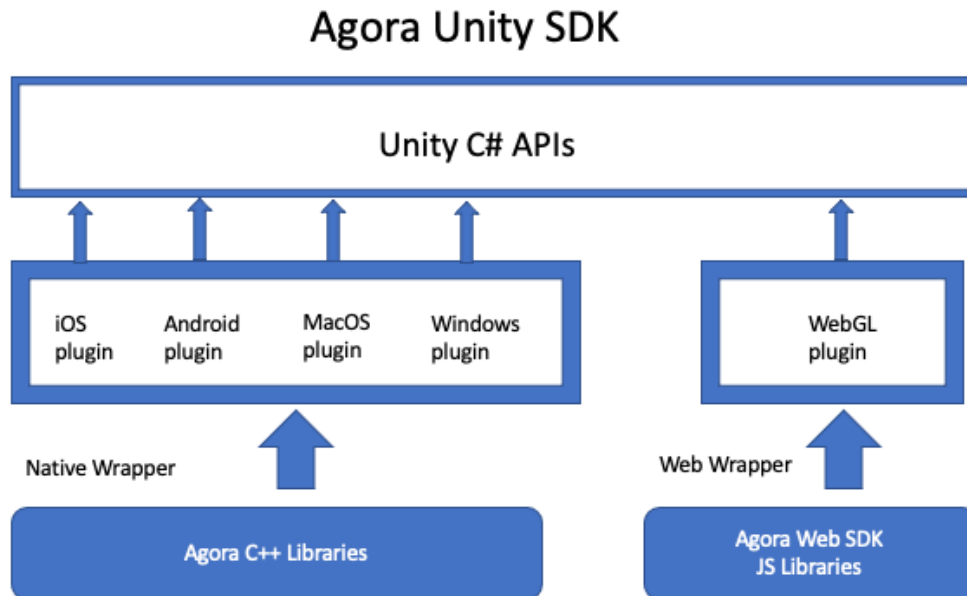 Agora Unity SDK
Unity C# APIs
iOS
plugin
Android
plugin
MacOS
plugin
Windows
plugin
WebGL
plugin
Native Wrapper
Web Wrapper
Agora C++ Libraries
Agora Web SDK
JS Libraries